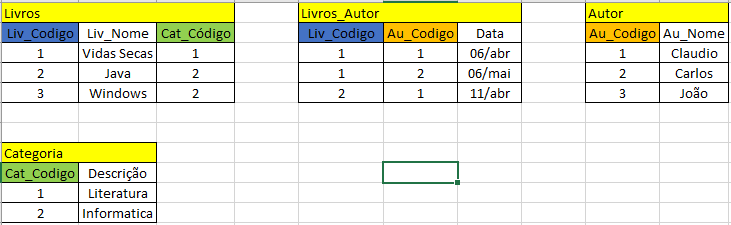 Livros
Liv_Codigo Liv_Nome Cat_Código
1 Vidas Secas 1
2 Java 2
3 Windows 2
Livros_Autor
Liv_Codigo Au_Codigo Data
1 1 06/abr
1 2 06/mai
2 1 11/abr
Autor
Au_Codigo Au_Nome
1 Claudio
2 Carlos
3 João
Categoria
Cat_Codigo Descrição
1 Literatura
2 Informatica